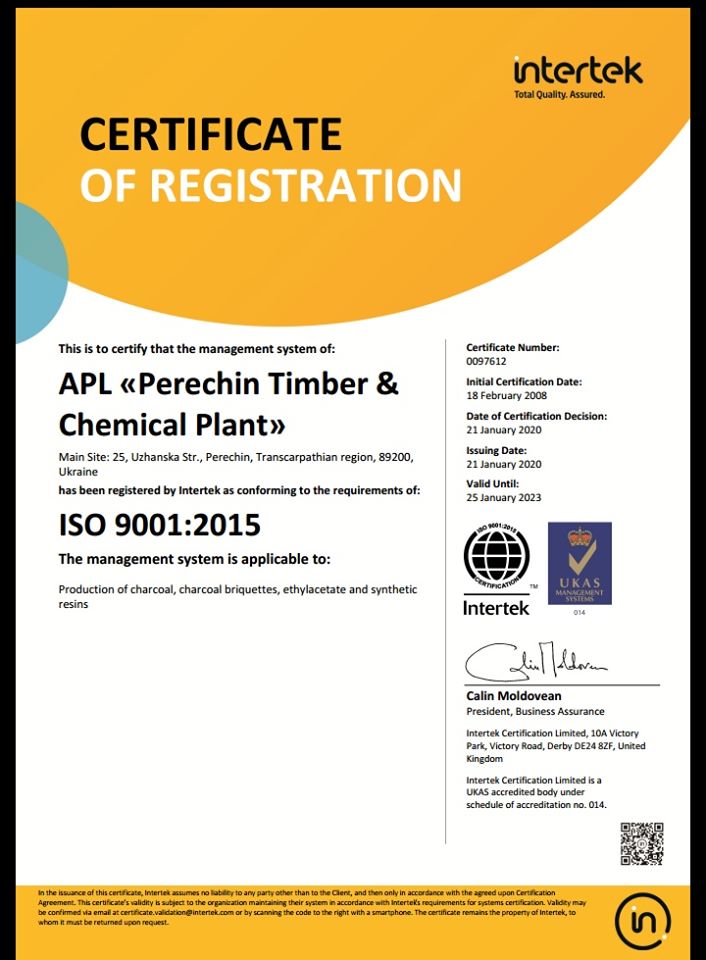 intertek
Total Quality. Assured.
CERTIFICATE
OF REGISTRATION
This is to certify that the management system of:
APL «Perechin Timber &
Chemical Plant»
Main Site: 25, Uzhanska Str., Perechin, Transcarpathian region, 89200,
Ukraine
has been registered by Intertek as conforming to the requirements of:
ISO 9001:2015
The management system is applicable to:
Production of charcoal, charcoal briquettes, ethylacetate and synthetic
resins
Certificate Number:
0097612
Initial Certification Date:
18 February 2008
Date of Certification Decision:
21 January 2020
Issuing Date:
21 January 2020
Valid Until:
25 January 2023
ISO 9001:2015
CERTIFICATION
TM
Intertek
UKAS
MANAGEMENT
SYSTEMS
014
Calin Moldovean
Calin Moldovean
President, Business Assurance
Intertek Certification Limited, 10A Victory
Park, Victory Road, Derby DE24 8ZF, United
Kingdom
Intertek Certification Limited is a
UKAS accredited body under
schedule of accreditation no. 014.
In the issuance of this certificate, Intertek assumes no liability to any party other than to the Client, and then only in accordance with the agreed upon Certification
Agreement. This certificate's validity is subject to the organization maintaining their system in accordance with Intertek's requirements for systems certification. Validity may
be confirmed via email at certificate.validation@intertek.com or by scanning the code to the right with a smartphone. The certificate remains the property of Intertek, to
whom it must be returned upon request.
in